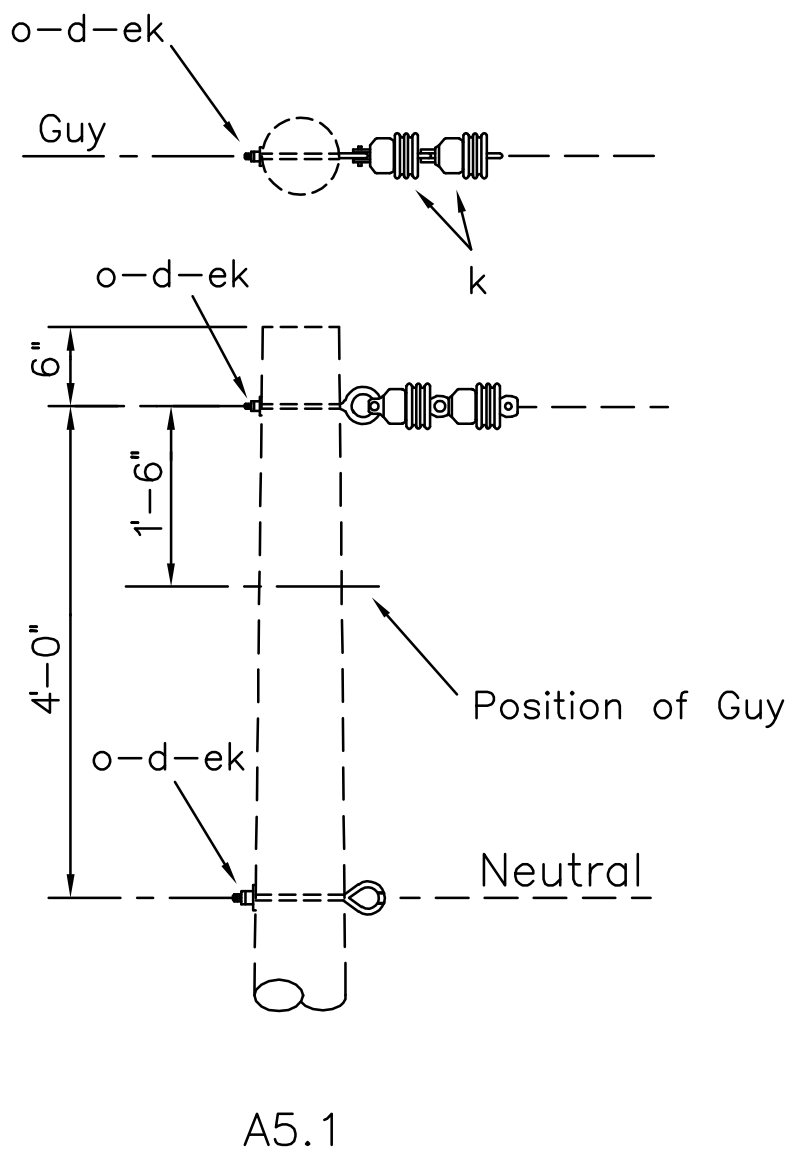 o-d-ek
Guy
k
o-d-ek
6"
1'-6"
4'-0"
Position of Guy
o-d-ek
Neutral
A5.1